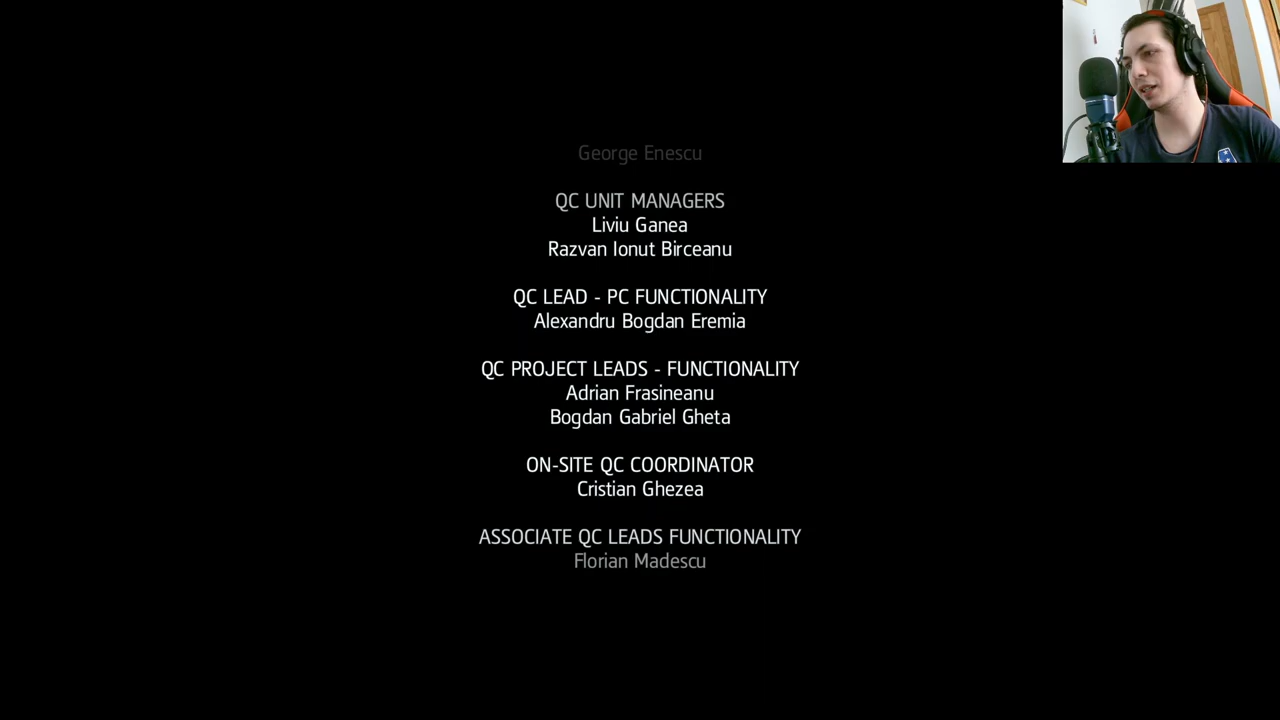 George Enescu
QC UNIT MANAGERS
Liviu Ganea
Razvan Ionut Birceanu
QC LEAD - PC FUNCTIONALITY
Alexandru Bogdan Eremia
QC PROJECT LEADS - FUNCTIONALITY
Adrian Frasineanu
Bogdan Gabriel Gheta
ON-SITE QC COORDINATOR
Cristian Ghezea
ASSOCIATE QC LEADS FUNCTIONALITY
Florian Madescu